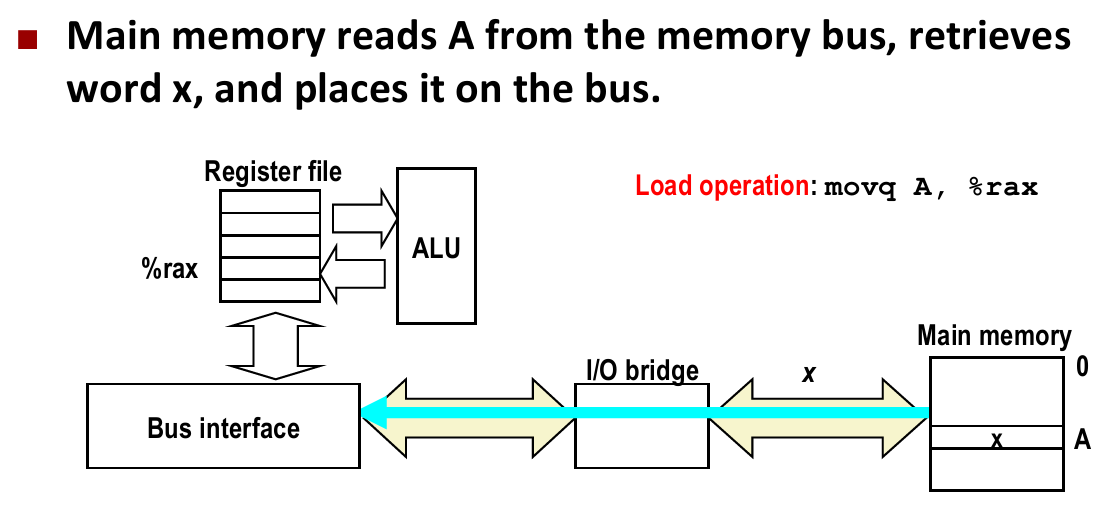 Main memory reads A from the memory bus, retrieves
word x, and places it on the bus.
Register file
Load operation: movq A, %rax
ALU
%rax
Main memory
I/O bridge
x
0
Bus interface
x
A